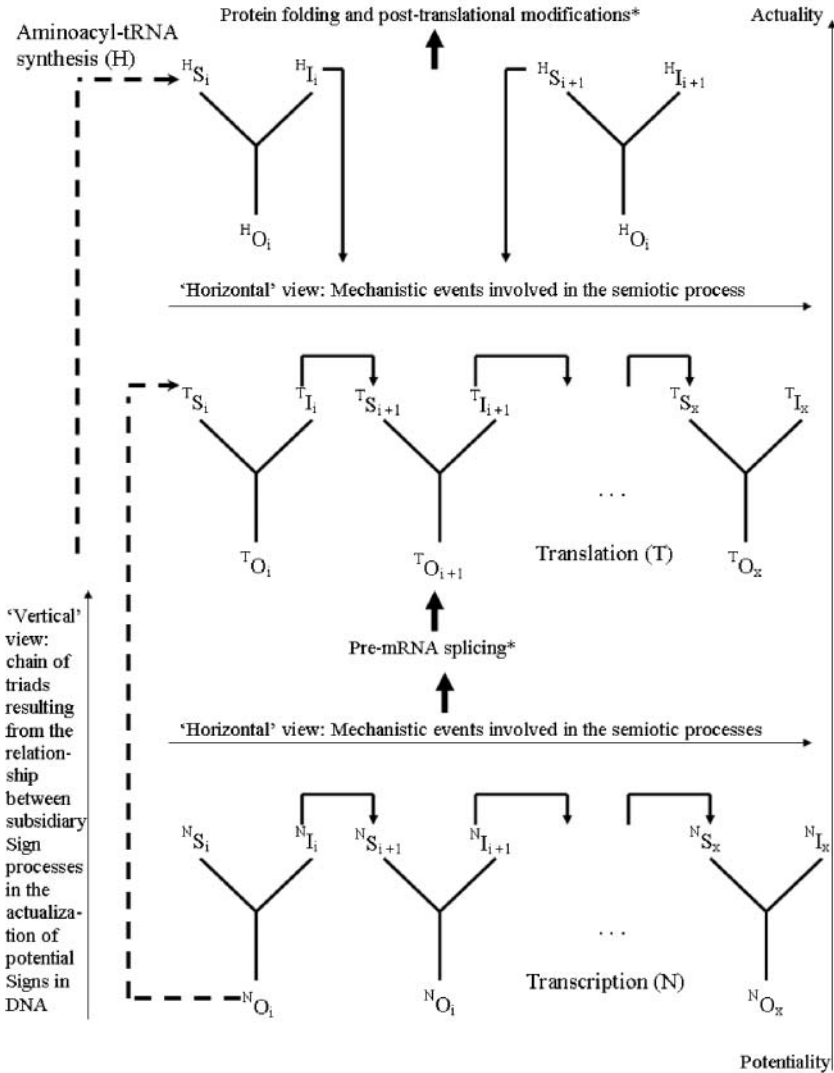 Protein folding and post-translational modifications*
Actuality
Aminoacyl-tRNA
synthesis (H)
HSi
HIi
HSi+1
HIi+1
HOi
HOi
‘Horizontal’ view: Mechanistic events involved in the semiotic process
TSi
TIi
TSi+1
TIi+1
TSx
TIx
. . .
TOi
TOi+1
Translation (T)
TOx
‘Vertical’
view:
chain of
triads
resulting
from the
relation-
ship
between
subsidiary
Sign
processes
in the
actualiza-
tion of
potential
Signs in
DNA
Pre-mRNA splicing*
‘Horizontal’ view: Mechanistic events involved in the semiotic processes
NSi
NIi
NSi+1
NIi+1
NSx
NIx
. . .
Transcription (N)
NOi
NOi
NOx
Potentiality